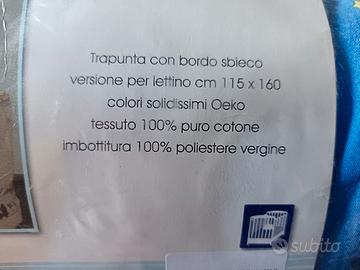 Trapunta con bordo sbieco
versione per lettino cm 115 x 160
colori solidissimi Oeko
tessuto 100% puro cotone
imbottitura 100% poliestere vergine
subito